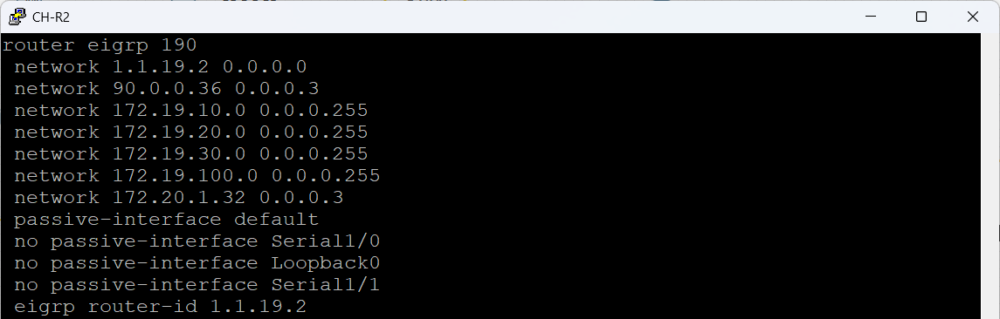 CH-R2
router eigrp 190
 network 1.1.19.2 0.0.0.0
 network 90.0.0.36 0.0.0.3
 network 172.19.10.0 0.0.0.255
 network 172.19.20.0 0.0.0.255
 network 172.19.30.0 0.0.0.255
 network 172.19.100.0 0.0.0.255
 network 172.20.1.32 0.0.0.3
 passive-interface default
 no passive-interface Serial1/0
 no passive-interface Loopback0
 no passive-interface Serial1/1
 eigrp router-id 1.1.19.2